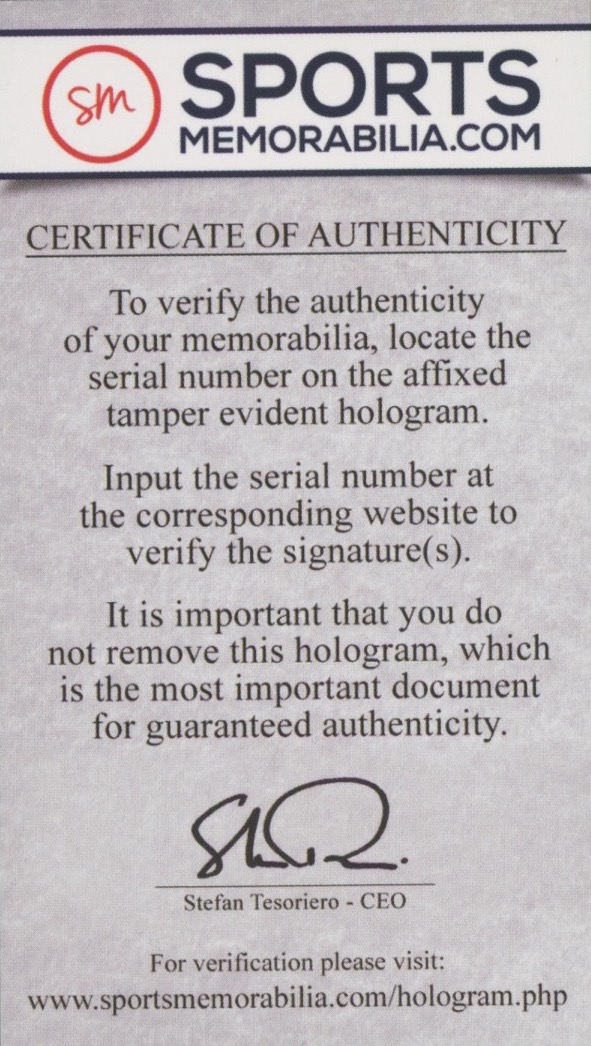 sm
SPORTS
MEMORABILIA.COM
CERTIFICATE OF AUTHENTICITY
To verify the authenticity
of your memorabilia, locate the
serial number on the affixed
tamper evident hologram.
Input the serial number at
the corresponding website to
verify the signature(s).
It is important that you do
not remove this hologram, which
is the most important document
for guaranteed authenticity.
Stefan Tesoriero - CEO
For verification please visit:
www.sportsmemorabilia.com/hologram.php